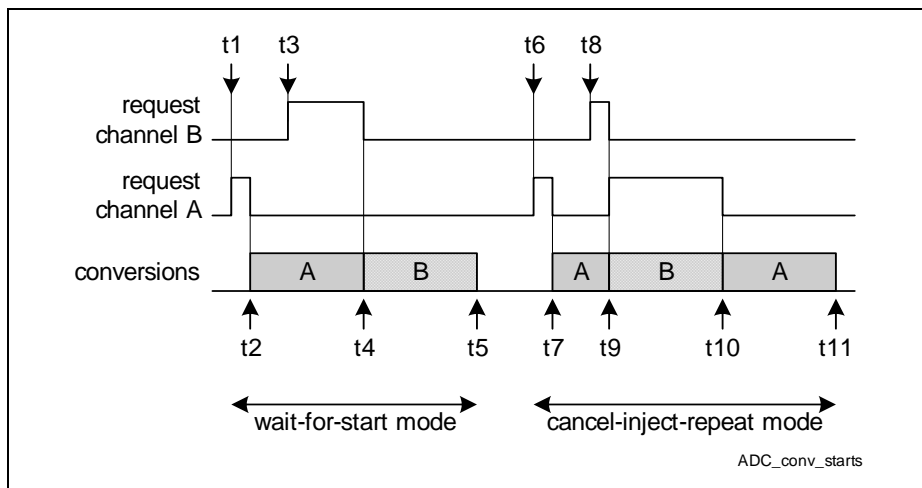 t1 t3 t6 t8
request
channel B
request
channel A
conversions A B A B A
t2 t4 t5 t7 t9 t10 t11
wait-for-start mode cancel-inject-repeat mode
ADC_conv_starts